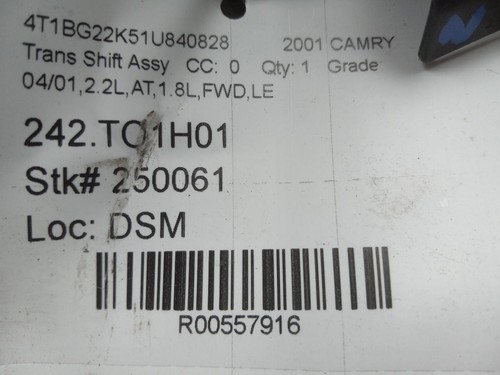 4T1BG22K51U840828 2001 CAMRY
Trans Shift Assy CC: 0 Qty: 1 Grade
04/01,2.2L,AT,1.8L,FWD,LE
242.TO1H01
Stk# 250061
Loc: DSM
R00557916